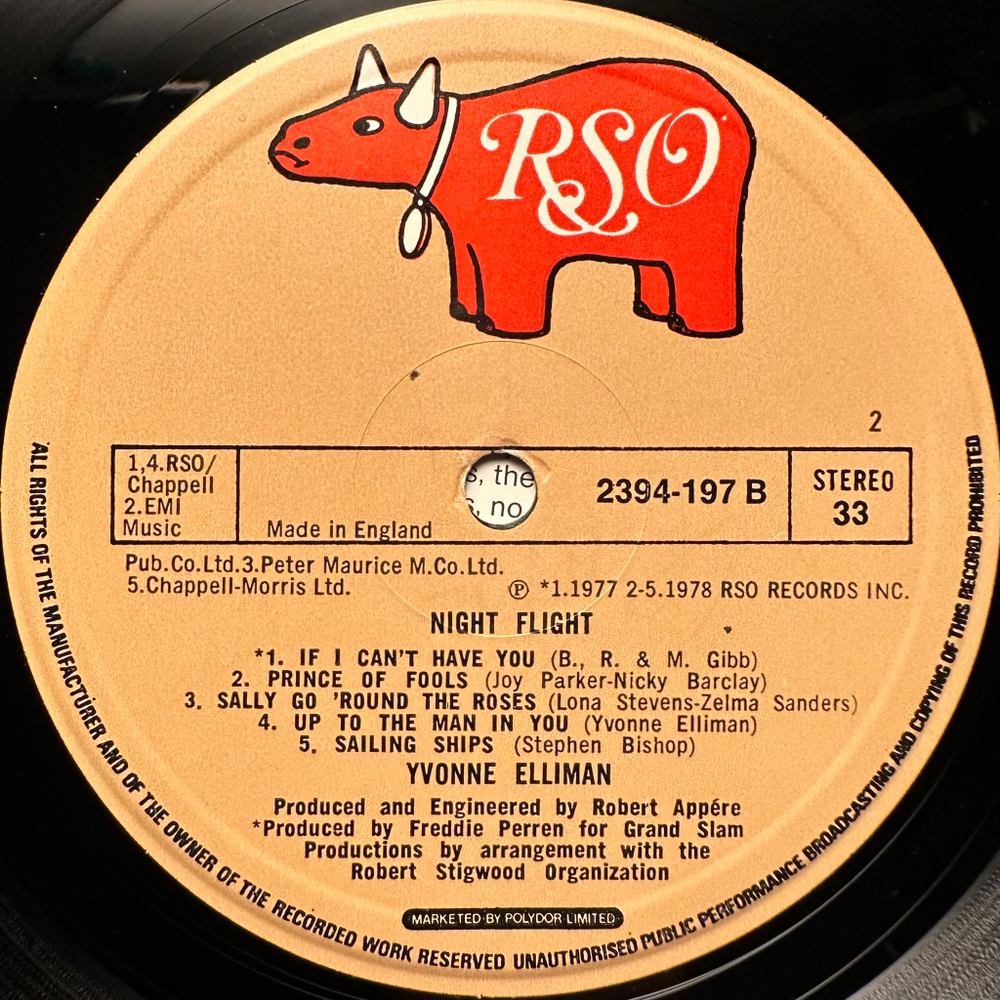 RSO
2
1,4.RSO/
Chappell
2.EMI
Music
Made in England
s, the
s, no
2394-197 B
STEREO
33
Pub.Co.Ltd.3.Peter Maurice M.Co.Ltd.
5.Chappell-Morris Ltd.
℗ *1.1977 2-5.1978 RSO RECORDS INC.
NIGHT FLIGHT
*1. IF I CAN'T HAVE YOU (B., R. & M. Gibb)
2. PRINCE OF FOOLS (Joy Parker-Nicky Barclay)
3. SALLY GO 'ROUND THE ROSES (Lona Stevens-Zelma Sanders)
4. UP TO THE MAN IN YOU (Yvonne Elliman)
5. SAILING SHIPS (Stephen Bishop)
YVONNE ELLIMAN
Produced and Engineered by Robert Appére
*Produced by Freddie Perren for Grand Slam
Productions by arrangement with the
Robert Stigwood Organization
MARKETED BY POLYDOR LIMITED
ALL RIGHTS OF THE MANUFACTURER AND OF THE OWNER OF THE RECORDED WORK RESERVED UNAUTHORISED PUBLIC PERFORMANCE BROADCASTING AND COPYING OF THIS RECORD PROHIBITED